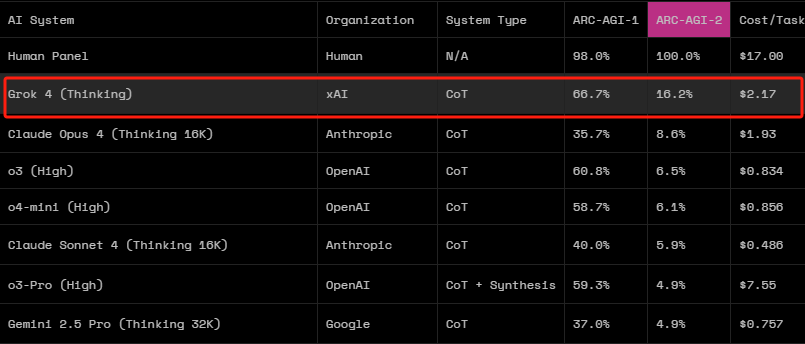 AI System Organization System Type ARC-AGI-1 ARC-AGI-2 Cost/Task
Human Panel Human N/A 98.0% 100.0% $17.00
Grok 4 (Thinking) xAI CoT 66.7% 16.2% $2.17
Claude Opus 4 (Thinking 16K) Anthropic CoT 35.7% 8.6% $1.93
o3 (High) OpenAI CoT 60.8% 6.5% $0.834
o4-mini (High) OpenAI CoT 58.7% 6.1% $0.856
Claude Sonnet 4 (Thinking 16K) Anthropic CoT 40.0% 5.9% $0.486
o3-Pro (High) OpenAI CoT + Synthesis 59.3% 4.9% $7.55
Gemini 2.5 Pro (Thinking 32K) Google CoT 37.0% 4.9% $0.757